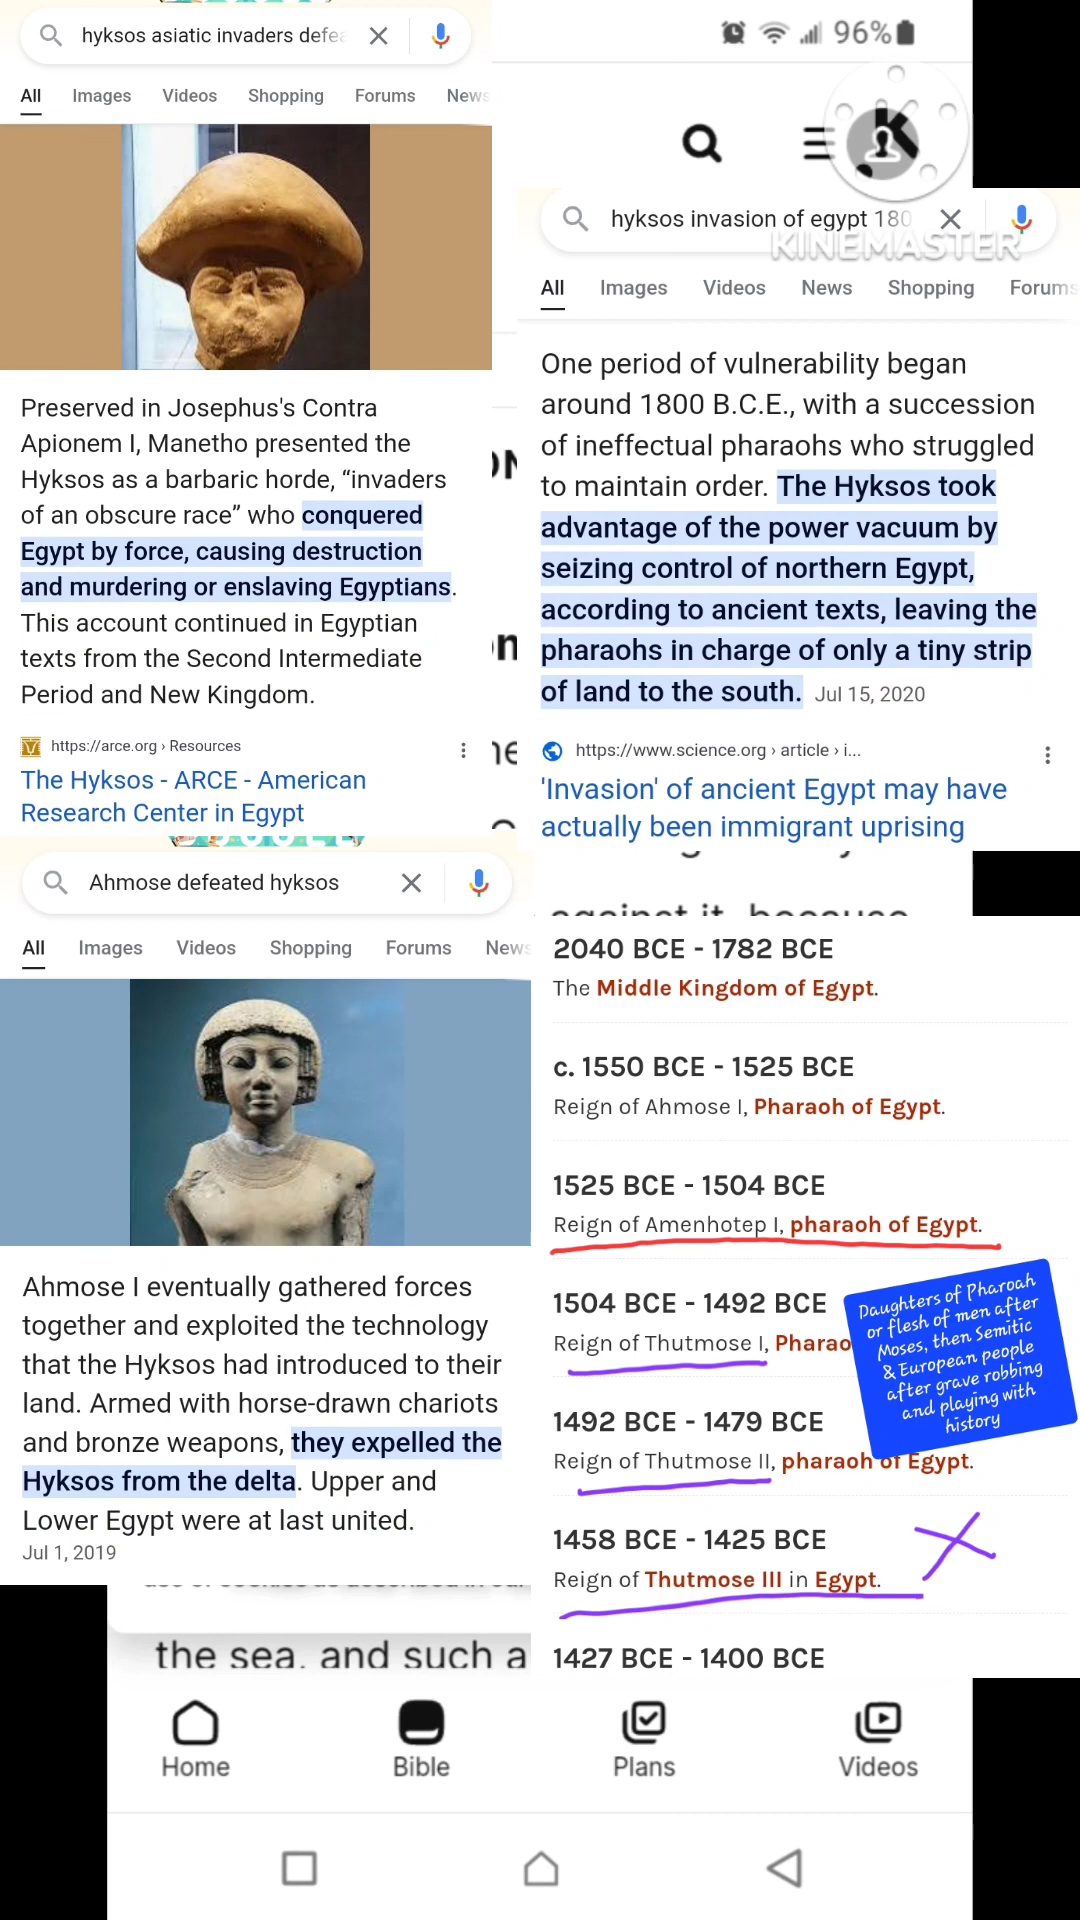 hyksos asiatic invaders defea
All Images Videos Shopping Forums News
Preserved in Josephus's Contra
Apionem I, Manetho presented the
Hyksos as a barbaric horde, “invaders
of an obscure race” who conquered
Egypt by force, causing destruction
and murdering or enslaving Egyptians.
This account continued in Egyptian
texts from the Second Intermediate
Period and New Kingdom.
https://arce.org › Resources
The Hyksos - ARCE - American
Research Center in Egypt
96%
hyksos invasion of egypt 180
KINEMASTER
All Images Videos News Shopping Forums
One period of vulnerability began
around 1800 B.C.E., with a succession
of ineffectual pharaohs who struggled
to maintain order. The Hyksos took
advantage of the power vacuum by
seizing control of northern Egypt,
according to ancient texts, leaving the
pharaohs in charge of only a tiny strip
of land to the south. Jul 15, 2020
https://www.science.org › article › i...
'Invasion' of ancient Egypt may have
actually been immigrant uprising
Ahmose defeated hyksos
All Images Videos Shopping Forums News
Ahmose I eventually gathered forces
together and exploited the technology
that the Hyksos had introduced to their
land. Armed with horse-drawn chariots
and bronze weapons, they expelled the
Hyksos from the delta. Upper and
Lower Egypt were at last united.
Jul 1, 2019
against it, because
2040 BCE - 1782 BCE
The Middle Kingdom of Egypt.
c. 1550 BCE - 1525 BCE
Reign of Ahmose I, Pharaoh of Egypt.
1525 BCE - 1504 BCE
Reign of Amenhotep I, pharaoh of Egypt.
1504 BCE - 1492 BCE
Reign of Thutmose I, Pharao
1492 BCE - 1479 BCE
Reign of Thutmose II, pharaoh of Egypt.
1458 BCE - 1425 BCE
Reign of Thutmose III in Egypt.
1427 BCE - 1400 BCE
Daughters of Pharoah
or flesh of men after
Moses, then Semitic
& European people
after grave robbing
and playing with
history
the sea, and such a
Home Bible Plans Videos